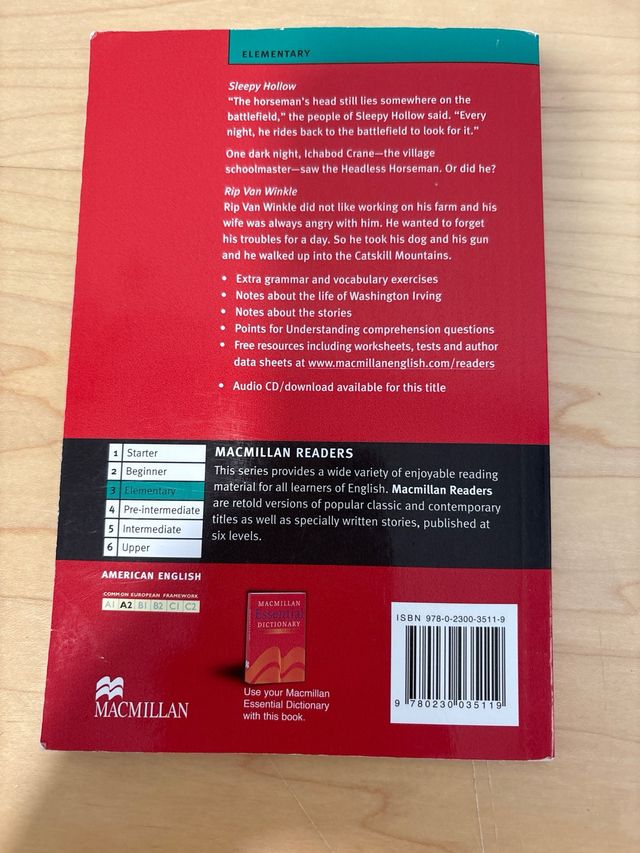 ELEMENTARY
Sleepy Hollow
"The horseman's head still lies somewhere on the
battlefield," the people of Sleepy Hollow said. "Every
night, he rides back to the battlefield to look for it."
One dark night, Ichabod Crane—the village
schoolmaster—saw the Headless Horseman. Or did he?
Rip Van Winkle
Rip Van Winkle did not like working on his farm and his
wife was always angry with him. He wanted to forget
his troubles for a day. So he took his dog and his gun
and he walked up into the Catskill Mountains.
• Extra grammar and vocabulary exercises
• Notes about the life of Washington Irving
• Notes about the stories
• Points for Understanding comprehension questions
• Free resources including worksheets, tests and author
data sheets at www.macmillanenglish.com/readers
• Audio CD/download available for this title
1 Starter
2 Beginner
3 Elementary
4 Pre-intermediate
5 Intermediate
6 Upper
MACMILLAN READERS
This series provides a wide variety of enjoyable reading
material for all learners of English. Macmillan Readers
are retold versions of popular classic and contemporary
titles as well as specially written stories, published at
six levels.
AMERICAN ENGLISH
COMMON EUROPEAN FRAMEWORK
A1 A2 B1 B2 C1 C2
MACMILLAN
MACMILLAN
Essential
DICTIONARY
Use your Macmillan
Essential Dictionary
with this book.
ISBN 978-0-2300-3511-9
9 780230 035119